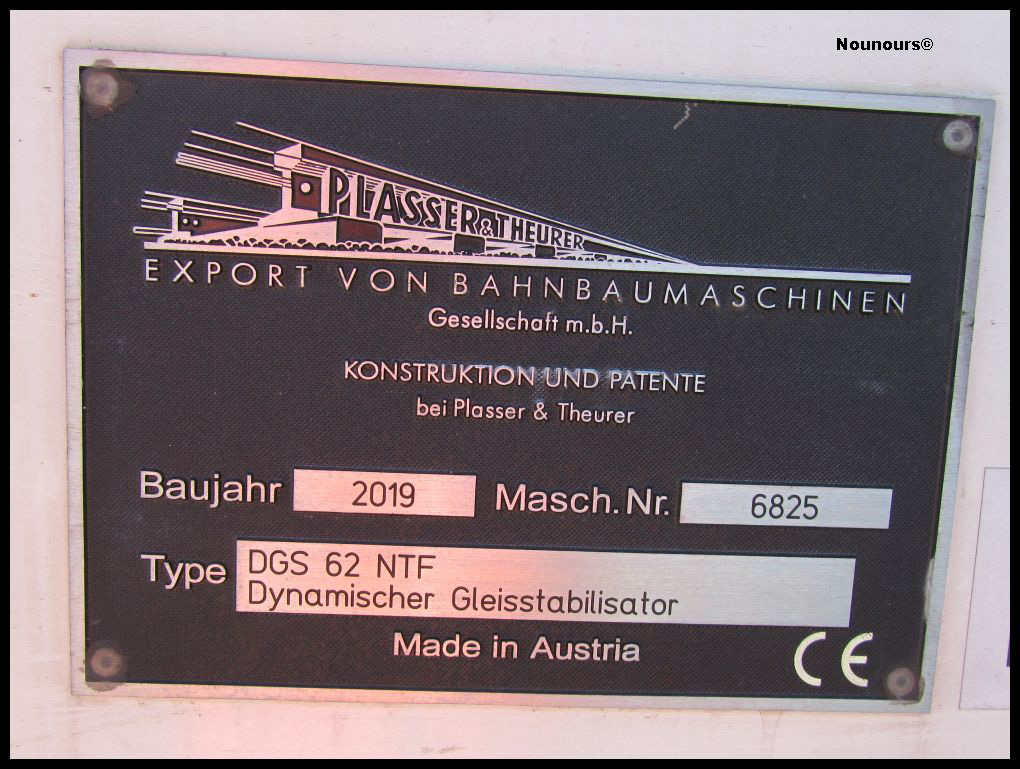 Nounours©
PLASSER & THEURER
EXPORT VON BAHNBAUMASCHINEN
Gesellschaft m.b.H.
KONSTRUKTION UND PATENTE
bei Plasser & Theurer
Baujahr 2019 Masch.Nr. 6825
Type DGS 62 NTF
Dynamischer Gleisstabilisator
Made in Austria CE